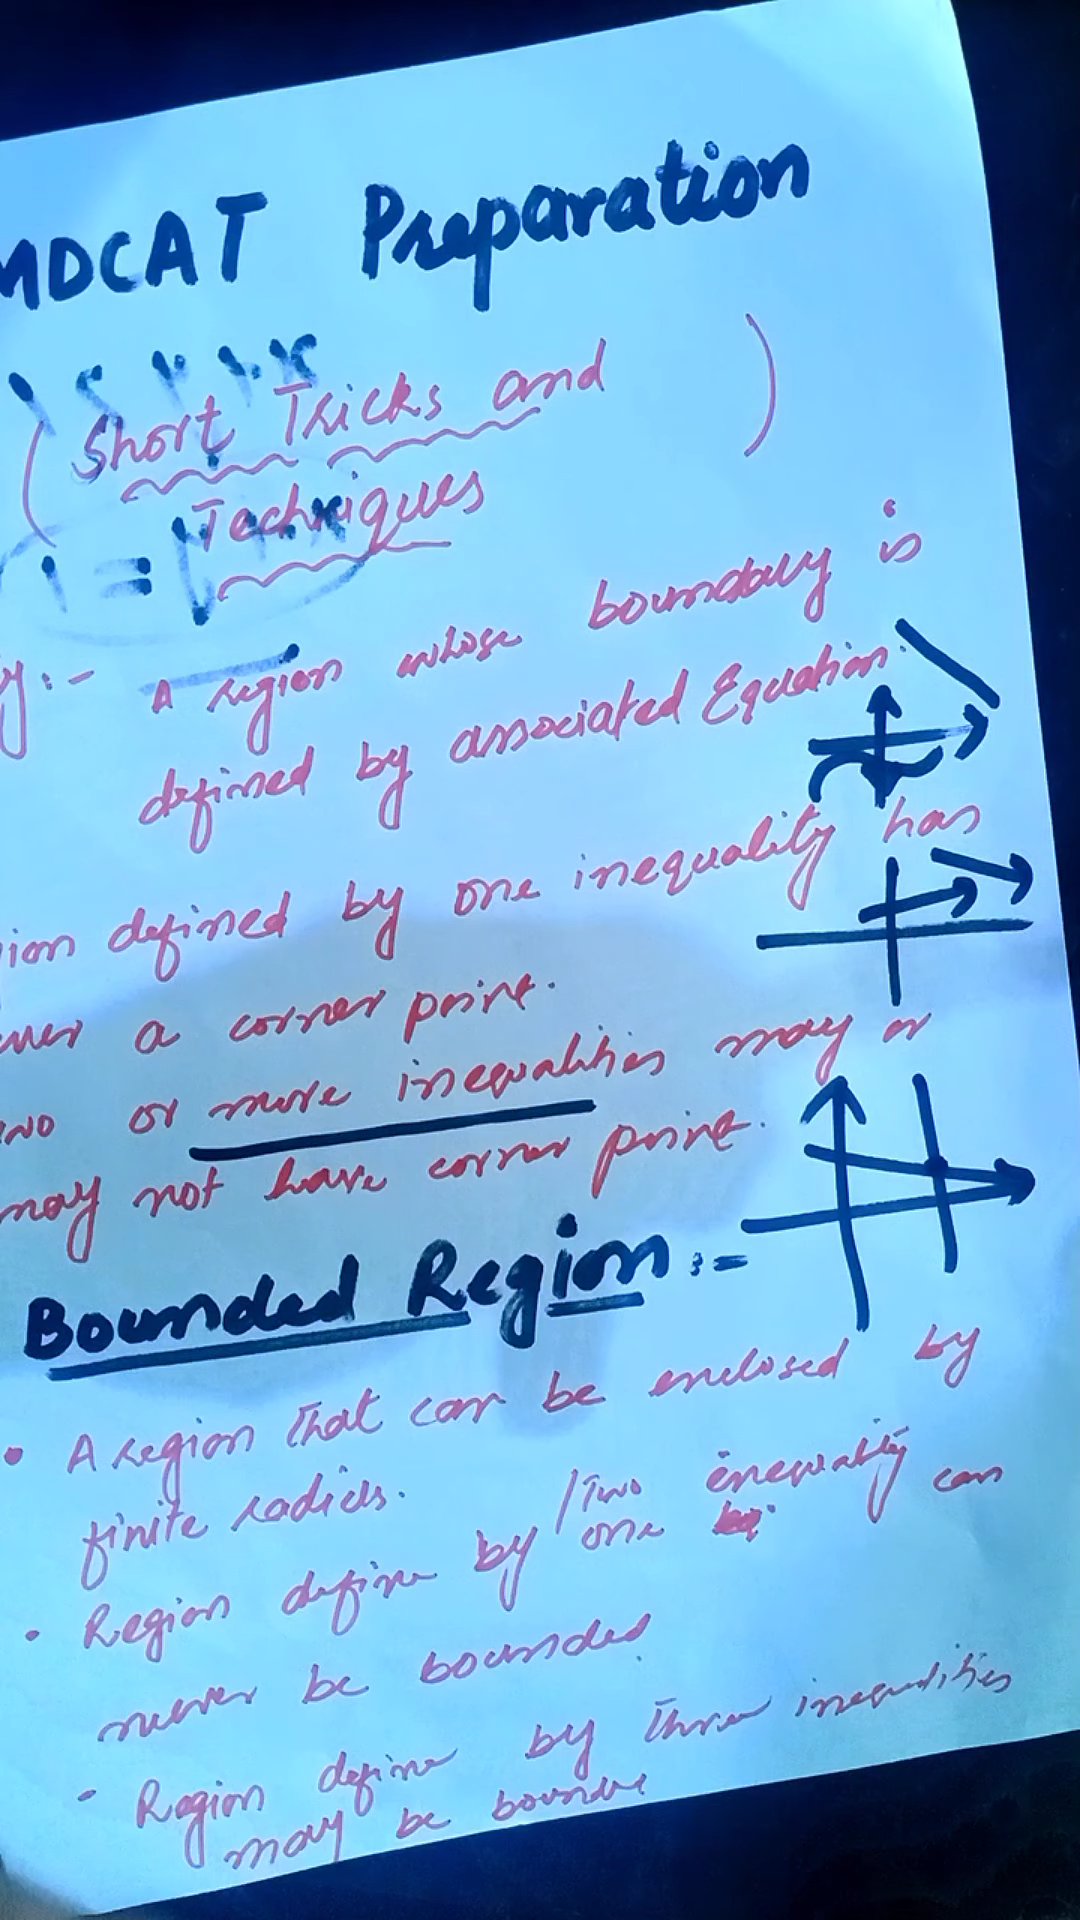 MDCAT Preparation
(Short Tricks and
Techniques)
y:- A region whose boundary is
defined by associated Equation.
ion defined by one inequality has
a corner point.
or more inequalities may or
may not have corner point.
Bounded Region :-
• A region that can be enclosed by
finite radius.
• Region define by / Two one inequality can
never be bounded.
- Region define by three inequalities
may be bounde